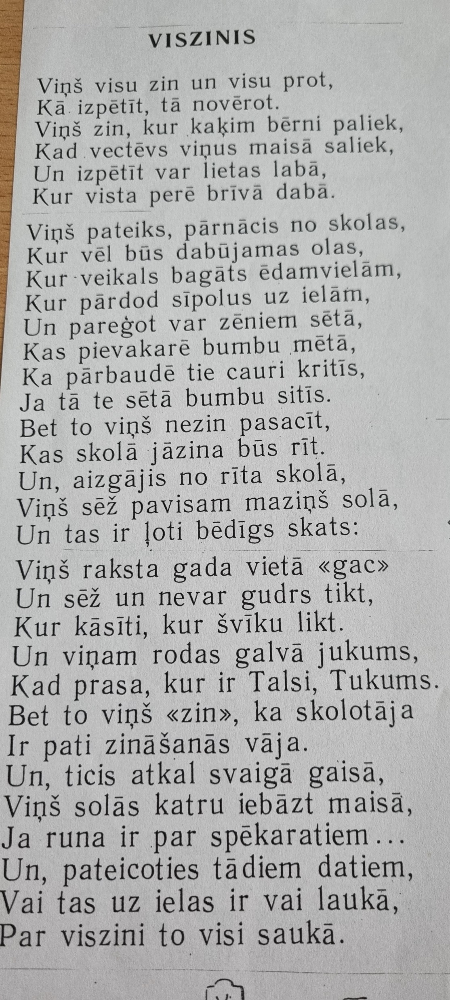 VISZINIS
Viņš visu zin un visu prot,
Kā izpētīt, tā novērot.
Viņš zin, kur kaķim bērni paliek,
Kad vectēvs viņus maisā saliek,
Un izpētīt var lietas labā,
Kur vista perē brīvā dabā.
Viņš pateiks, pārnācis no skolas,
Kur vēl būs dabūjamas olas,
Kur veikals bagāts ēdamvielām,
Kur pārdod sīpolus uz ielām,
Un pareģot var zēniem sētā,
Kas pievakarē bumbu mētā,
Ka pārbaudē tie cauri kritīs,
Ja tā te sētā bumbu sitīs.
Bet to viņš nezin pasacīt,
Kas skolā jāzina būs rīt.
Un, aizgājis no rīta skolā,
Viņš sēž pavisam maziņš solā,
Un tas ir ļoti bēdīgs skats:
Viņš raksta gada vietā «gac»
Un sēž un nevar gudrs tikt,
Kur kāsīti, kur švīku likt.
Un viņam rodas galvā jukums,
Kad prasa, kur ir Talsi, Tukums.
Bet to viņš «zin», ka skolotāja
Ir pati zināšanās vāja.
Un, ticis atkal svaigā gaisā,
Viņš solās katru iebāzt maisā,
Ja runa ir par spēkaratiem...
Un, pateicoties tādiem datiem,
Vai tas uz ielas ir vai laukā,
Par viszini to visi saukā.